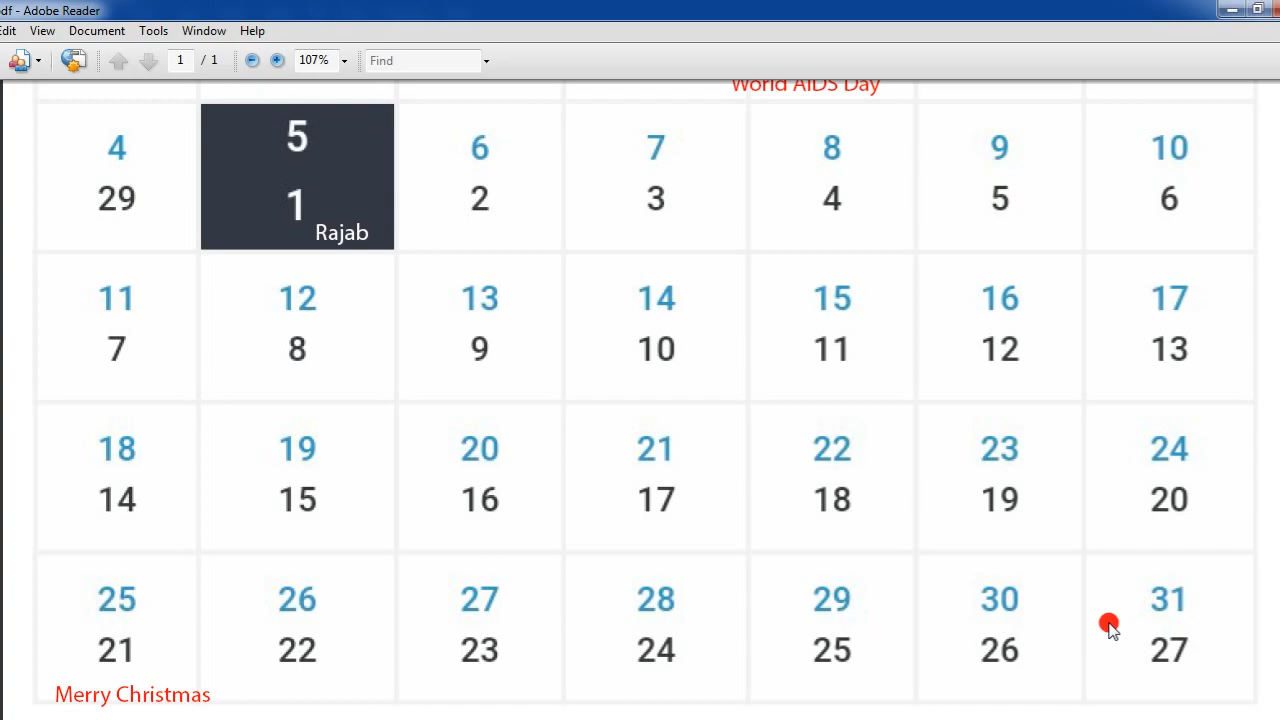 df - Adobe Reader
Edit View Document Tools Window Help
1 / 1 107% Find
World AIDS Day
4 5 6 7 8 9 10
29 1 2 3 4 5 6
Rajab
11 12 13 14 15 16 17
7 8 9 10 11 12 13
18 19 20 21 22 23 24
14 15 16 17 18 19 20
25 26 27 28 29 30 31
21 22 23 24 25 26 27
Merry Christmas